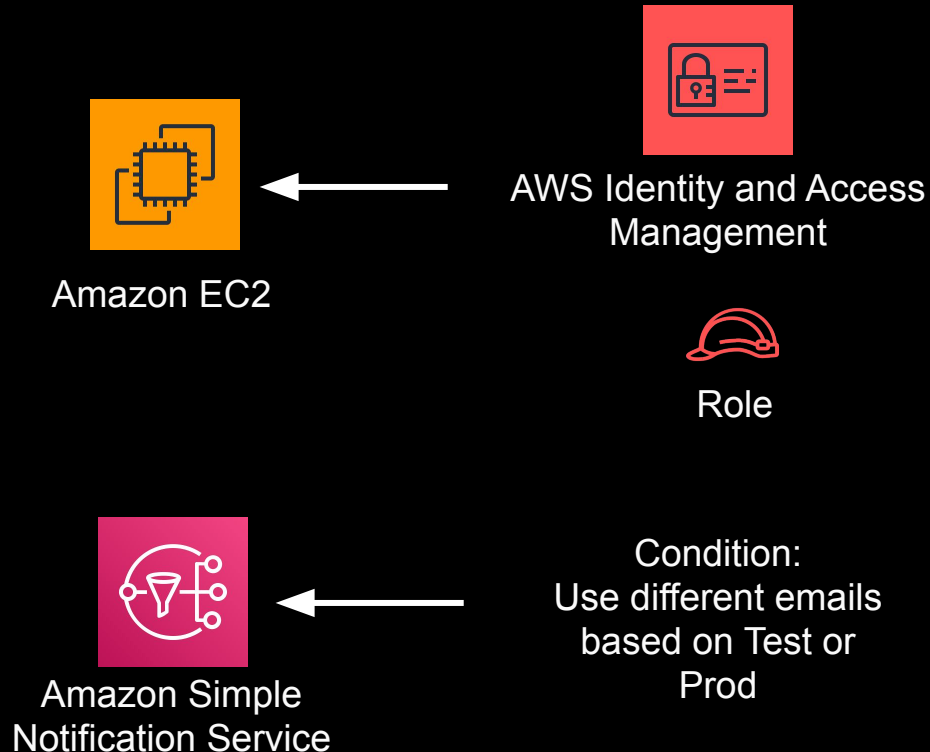 AWS Identity and Access
Management
Amazon EC2
Role
Condition:
Use different emails
based on Test or
Prod
Amazon Simple
Notification Service